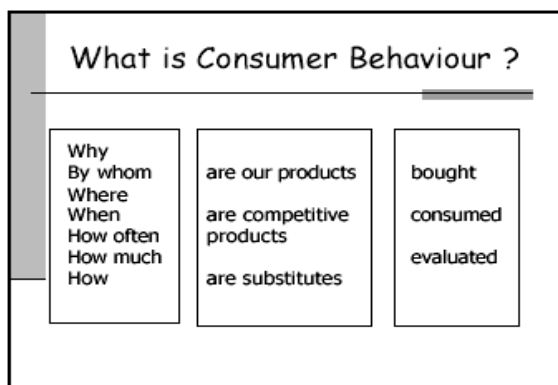 What is Consumer Behaviour ?
Why
By whom
Where
When
How often
How much
How
are our products
are competitive
products
are substitutes
bought
consumed
evaluated